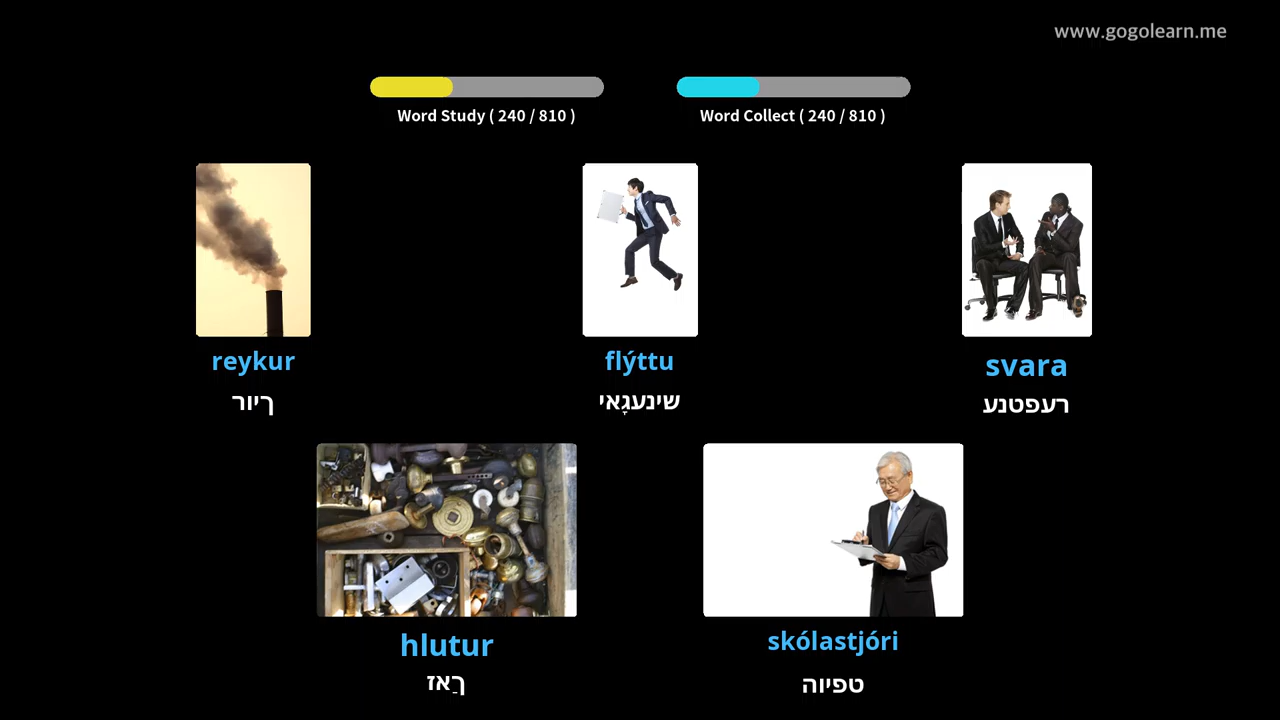 www.gogolearn.me
Word Study ( 240 / 810 )
Word Collect ( 240 / 810 )
reykur
ךיור
flýttu
שינעגָאי
svara
רעפטנע
hlutur
ךַאז
skólastjóri
טפיוה